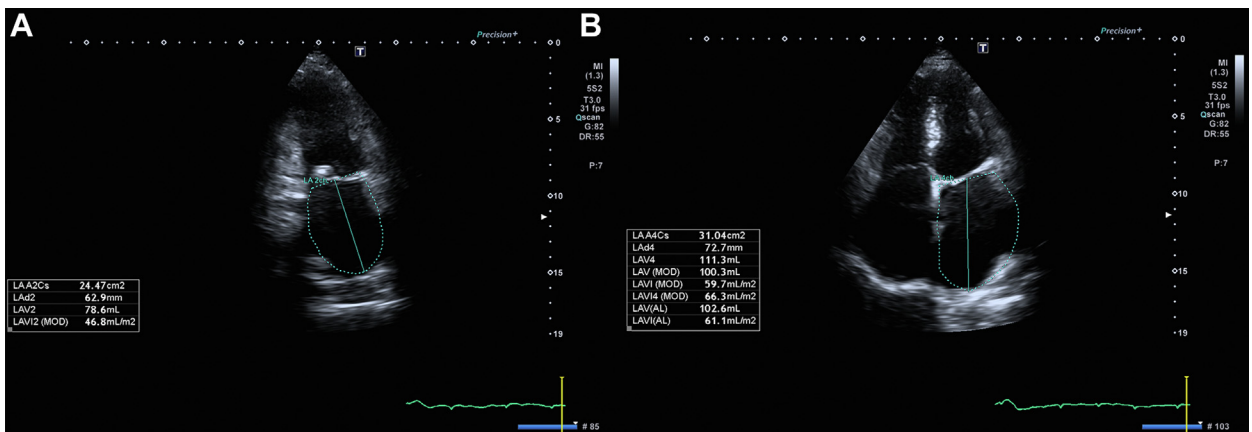 A
Precision+
T
0
MI
(1.3)
5S2
T3.0
31 fps
Qscan
G:82
DR:55
P:7
5
10
15
19
LA A2Cs 24.47cm2
LAd2 62.9mm
LAV2 78.6mL
LAVI2 (MOD) 46.8mL/m2
# 85
B
Precision+
T
0
MI
(1.3)
5S2
T3.0
31 fps
Qscan
G:82
DR:55
P:7
5
10
15
19
LA A4Cs 31.04cm2
LAd4 72.7mm
LAV4 111.3mL
LAV (MOD) 100.3mL
LAVI (MOD) 59.7mL/m2
LAVI4 (MOD) 66.3mL/m2
LAV(AL) 102.6mL
LAVI(AL) 61.1mL/m2
# 103